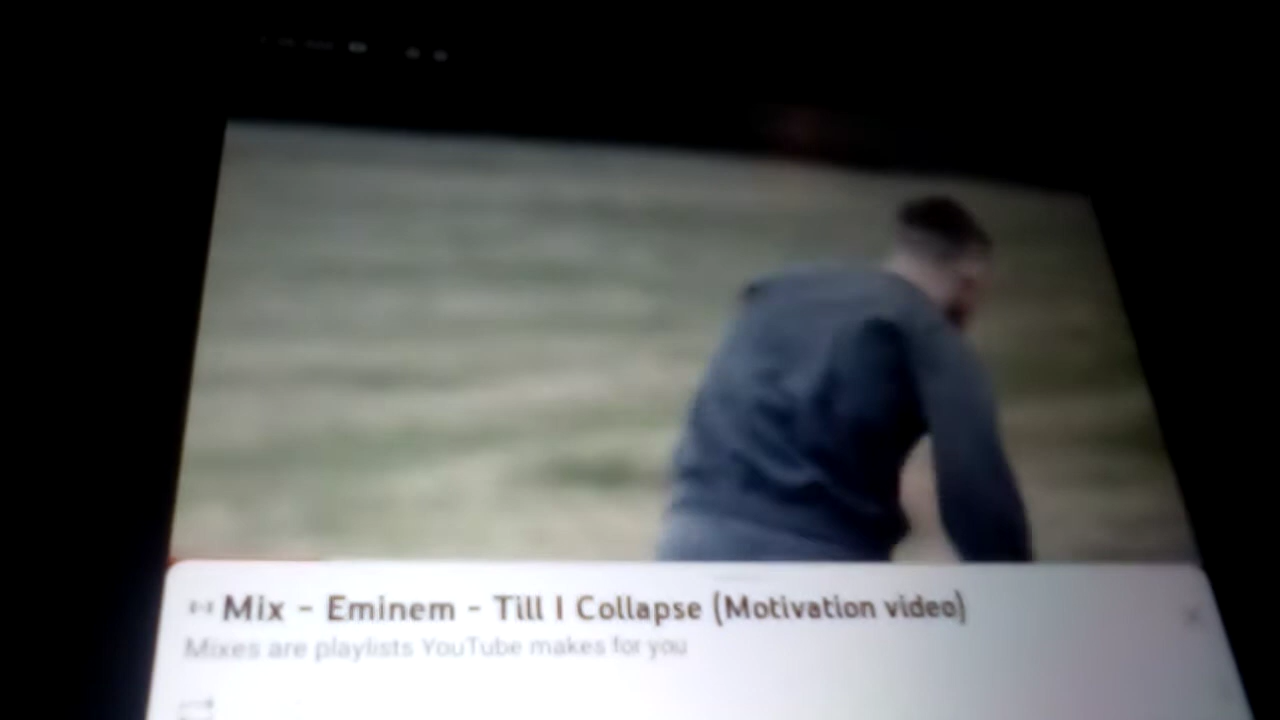 Mix - Eminem - Till I Collapse (Motivation video)
Mixes are playlists YouTube makes for you